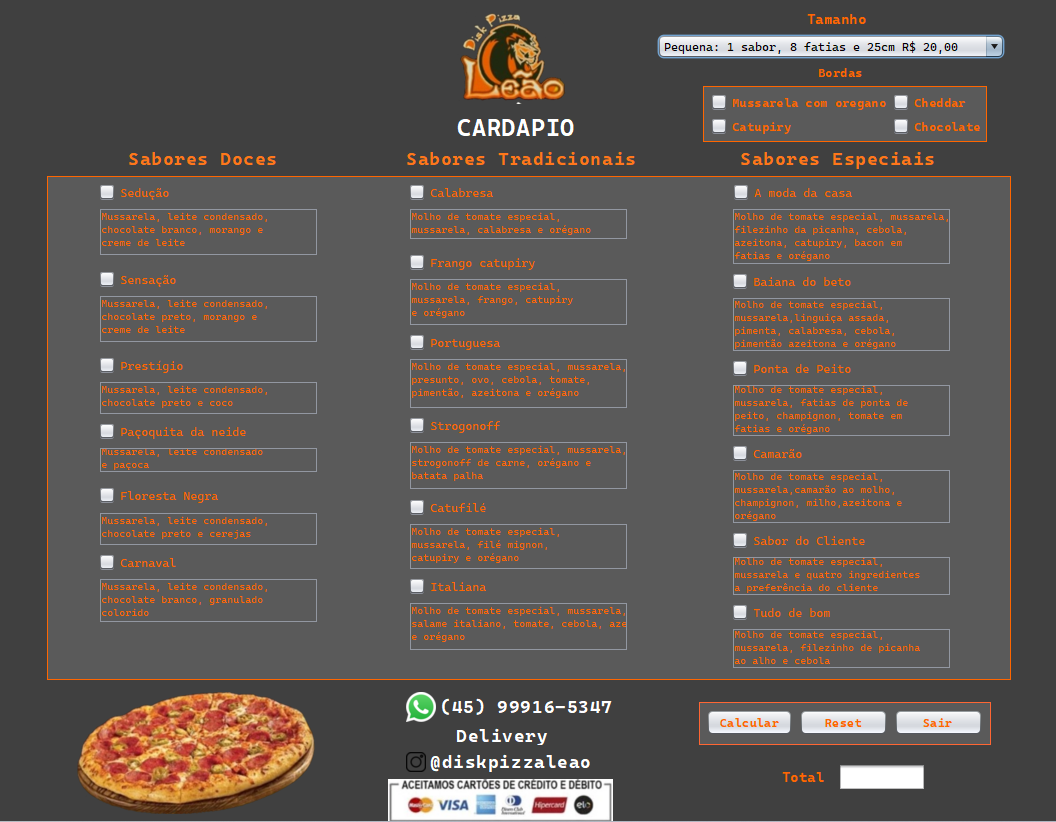 Disk Pizza
Leão
CARDAPIO
Tamanho
Pequena: 1 sabor, 8 fatias e 25cm R$ 20,00
Bordas
Mussarela com oregano
Cheddar
Catupiry
Chocolate
Sabores Doces
Sedução
Mussarela, leite condensado,
chocolate branco, morango e
creme de leite
Sensação
Mussarela, leite condensado,
chocolate preto, morango e
creme de leite
Prestígio
Mussarela, leite condensado,
chocolate preto e coco
Paçoquita da neide
Mussarela, leite condensado
e paçoca
Floresta Negra
Mussarela, leite condensado,
chocolate preto e cerejas
Carnaval
Mussarela, leite condensado,
chocolate branco, granulado
colorido
Sabores Tradicionais
Calabresa
Molho de tomate especial,
mussarela, calabresa e orégano
Frango catupiry
Molho de tomate especial,
mussarela, frango, catupiry
e orégano
Portuguesa
Molho de tomate especial, mussarela,
presunto, ovo, cebola, tomate,
pimentão, azeitona e orégano
Strogonoff
Molho de tomate especial, mussarela,
strogonoff de carne, orégano e
batata palha
Catufilé
Molho de tomate especial,
mussarela, filé mignon,
catupiry e orégano
Italiana
Molho de tomate especial, mussarela,
salame italiano, tomate, cebola, aze
e orégano
Sabores Especiais
A moda da casa
Molho de tomate especial, mussarela,
filezinho da picanha, cebola,
azeitona, catupiry, bacon em
fatias e orégano
Baiana do beto
Molho de tomate especial,
mussarela,linguiça assada,
pimenta, calabresa, cebola,
pimentão azeitona e orégano
Ponta de Peito
Molho de tomate especial,
mussarela, fatias de ponta de
peito, champignon, tomate em
fatias e orégano
Camarão
Molho de tomate especial,
mussarela,camarão ao molho,
champignon, milho,azeitona e
orégano
Sabor do Cliente
Molho de tomate especial,
mussarela e quatro ingredientes
a preferência do cliente
Tudo de bom
Molho de tomate especial,
mussarela, filezinho de picanha
ao alho e cebola
(45) 99916-5347
Delivery
@diskpizzaleao
ACEITAMOS CARTÕES DE CRÉDITO E DÉBITO
MasterCard VISA AMERICAN EXPRESS Diners Club International Hipercard elo
Calcular Reset Sair
Total